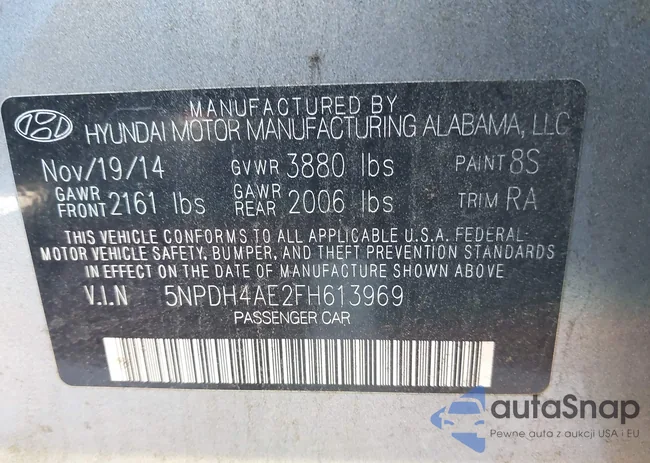 MANUFACTURED BY
HYUNDAI MOTOR MANUFACTURING ALABAMA, LLC
Nov/19/14 GVWR 3880 lbs PAINT 8S
GAWR FRONT 2161 lbs GAWR REAR 2006 lbs TRIM RA
THIS VEHICLE CONFORMS TO ALL APPLICABLE U.S.A. FEDERAL
MOTOR VEHICLE SAFETY, BUMPER, AND THEFT PREVENTION STANDARDS
IN EFFECT ON THE DATE OF MANUFACTURE SHOWN ABOVE
V.I.N 5NPDH4AE2FH613969
PASSENGER CAR
autaSnap
Pewne auta z aukcji USA i EU